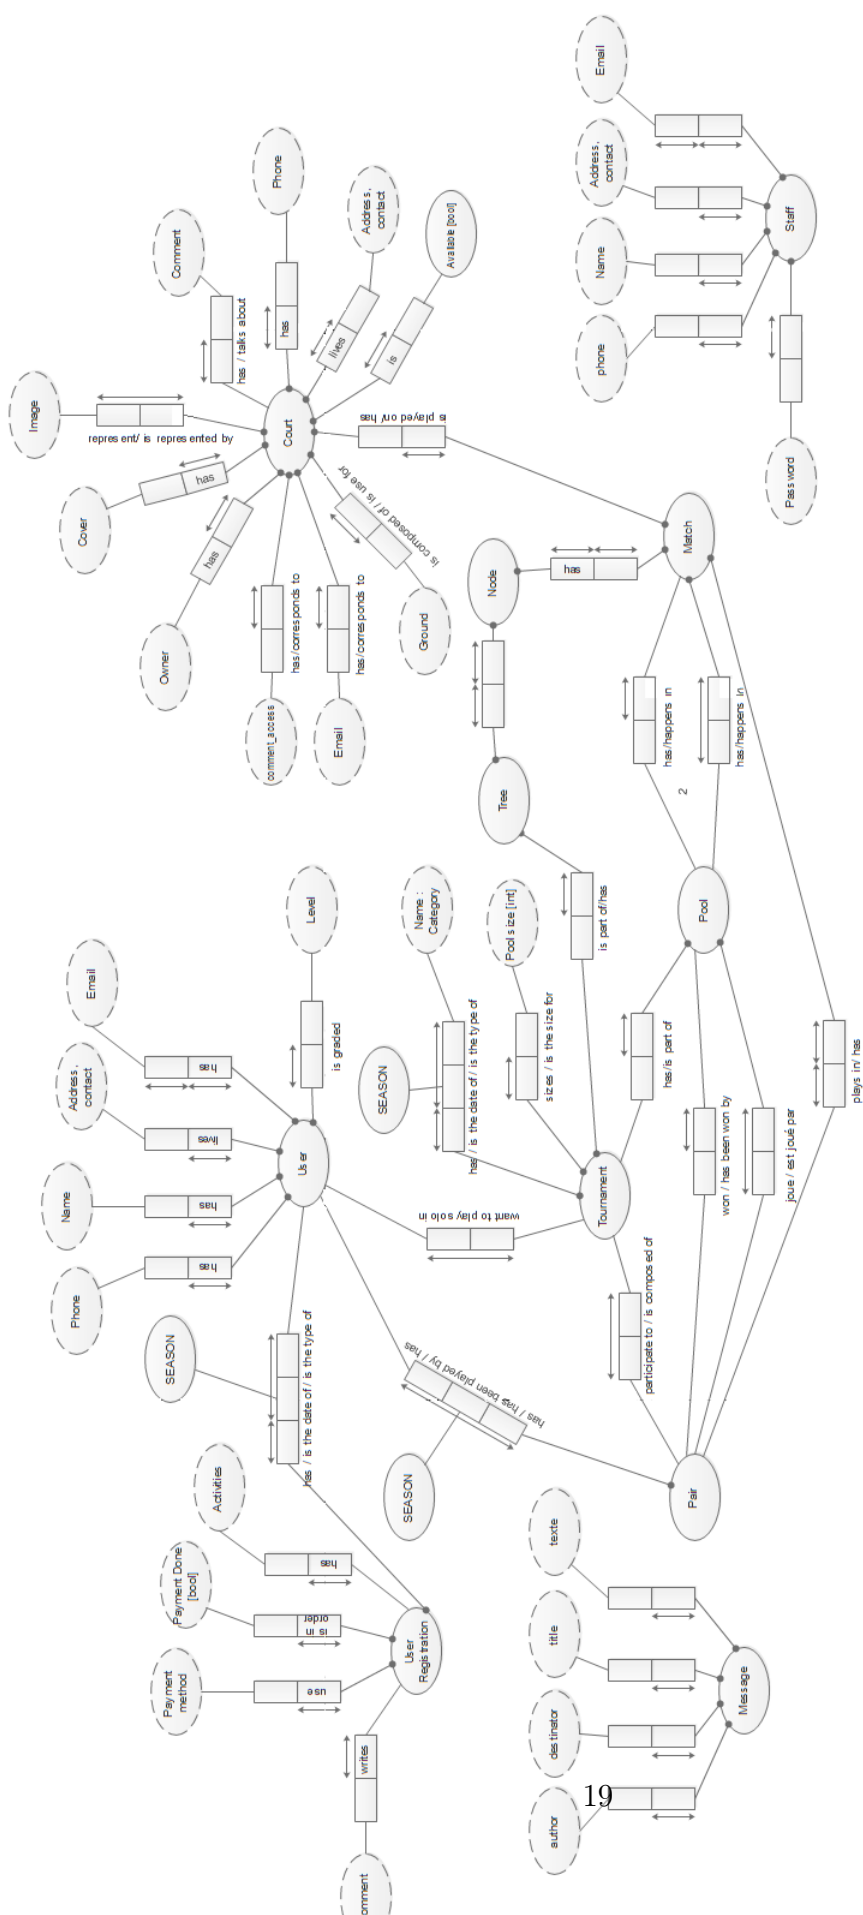 Email
Address,
contact
Name
phone
Staff
Password
Phone
Comment
Address,
contact
Available [bool]
has / talks about
has
lives
is
Image
represent/ is represented by
Court
is played on/ has
Cover
has
Owner
has
is composed of / is use for
Ground
has/corresponds to
has/corresponds to
comment_access
Email
Match
Node
has
Tree
has/happens in
has/happens in
2
Pool
is part of/has
Level
is graded
Email
Address,
contact
Name
Phone
has
lives
has
has
User
Name :
Category
Pool size [int]
SEASON
has / is the date of / is the type of
sizes / is the size for
has/is part of
Tournament
want to play solo in
won / has been won by
joue / est joué par
plays in/ has
participate to / is composed of
SEASON
has / is the date of / is the type of
has / has been played by / has
SEASON
Pair
Activities
Payment Done
[bool]
Payment
method
has
is in
order
use
User
Registration
writes
omment
texte
title
destinator
author
Message
19